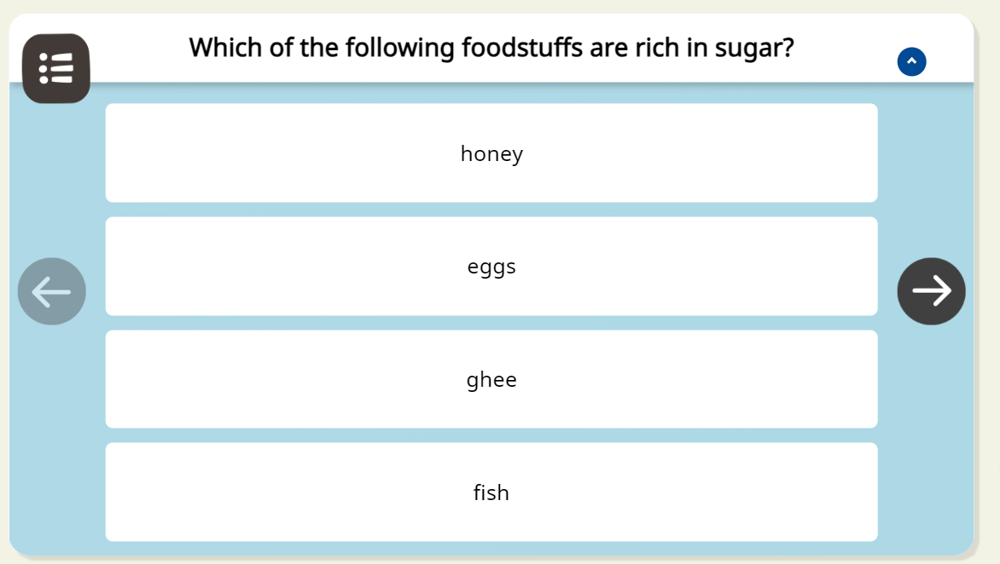 Which of the following foodstuffs are rich in sugar?
honey
eggs
ghee
fish